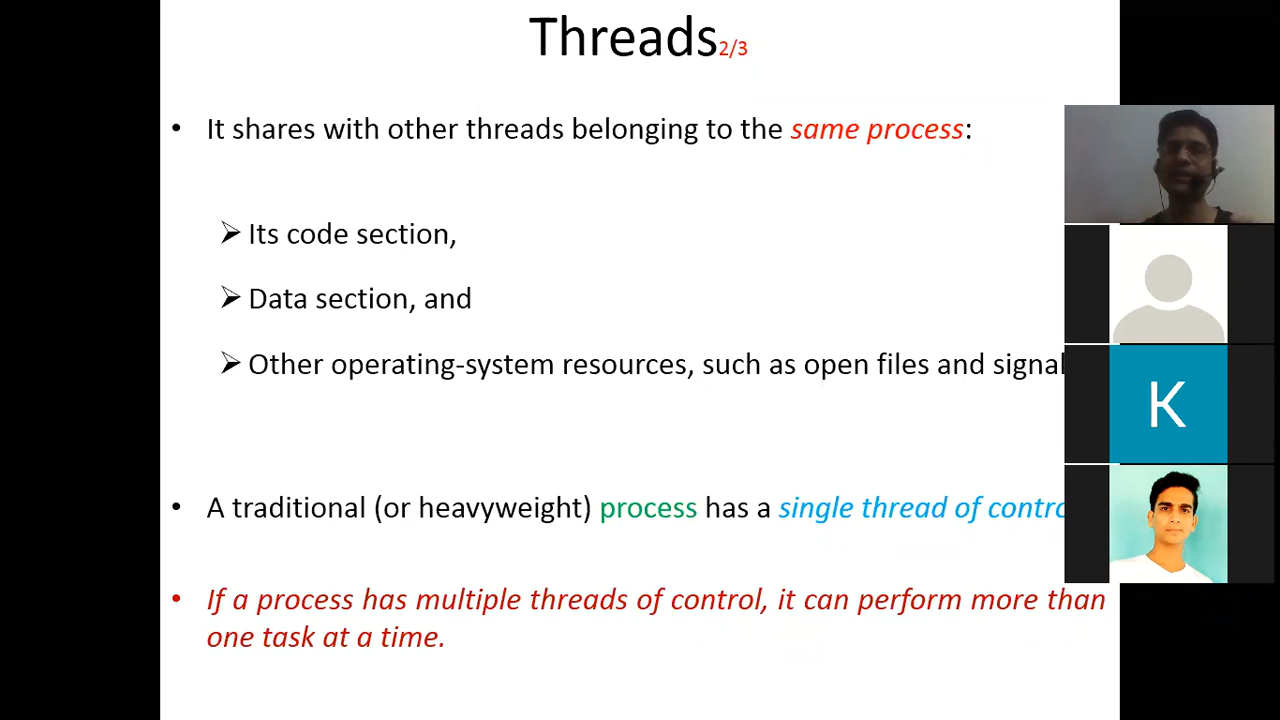 Threads2/3
• It shares with other threads belonging to the same process:
➢ Its code section,
➢ Data section, and
➢ Other operating-system resources, such as open files and signal
• A traditional (or heavyweight) process has a single thread of
• If a process has multiple threads of control, it can perform more than
one task at a time.
K